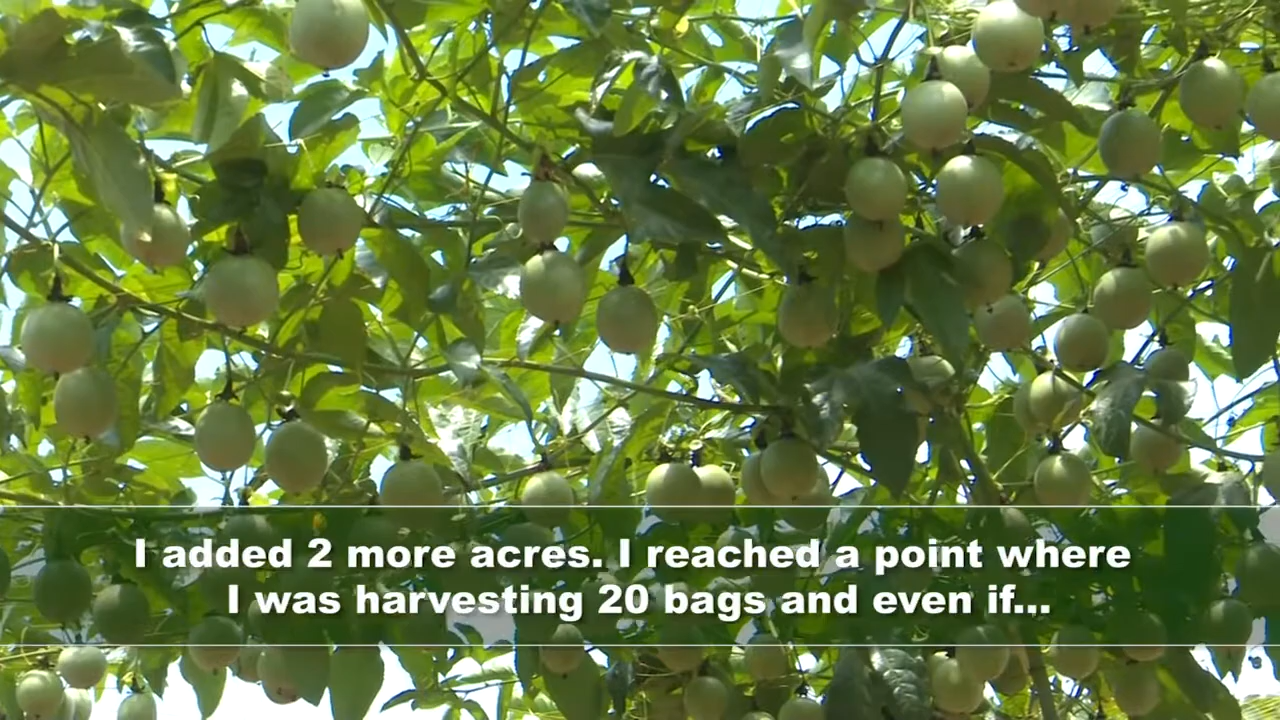 I added 2 more acres. I reached a point where
I was harvesting 20 bags and even if...